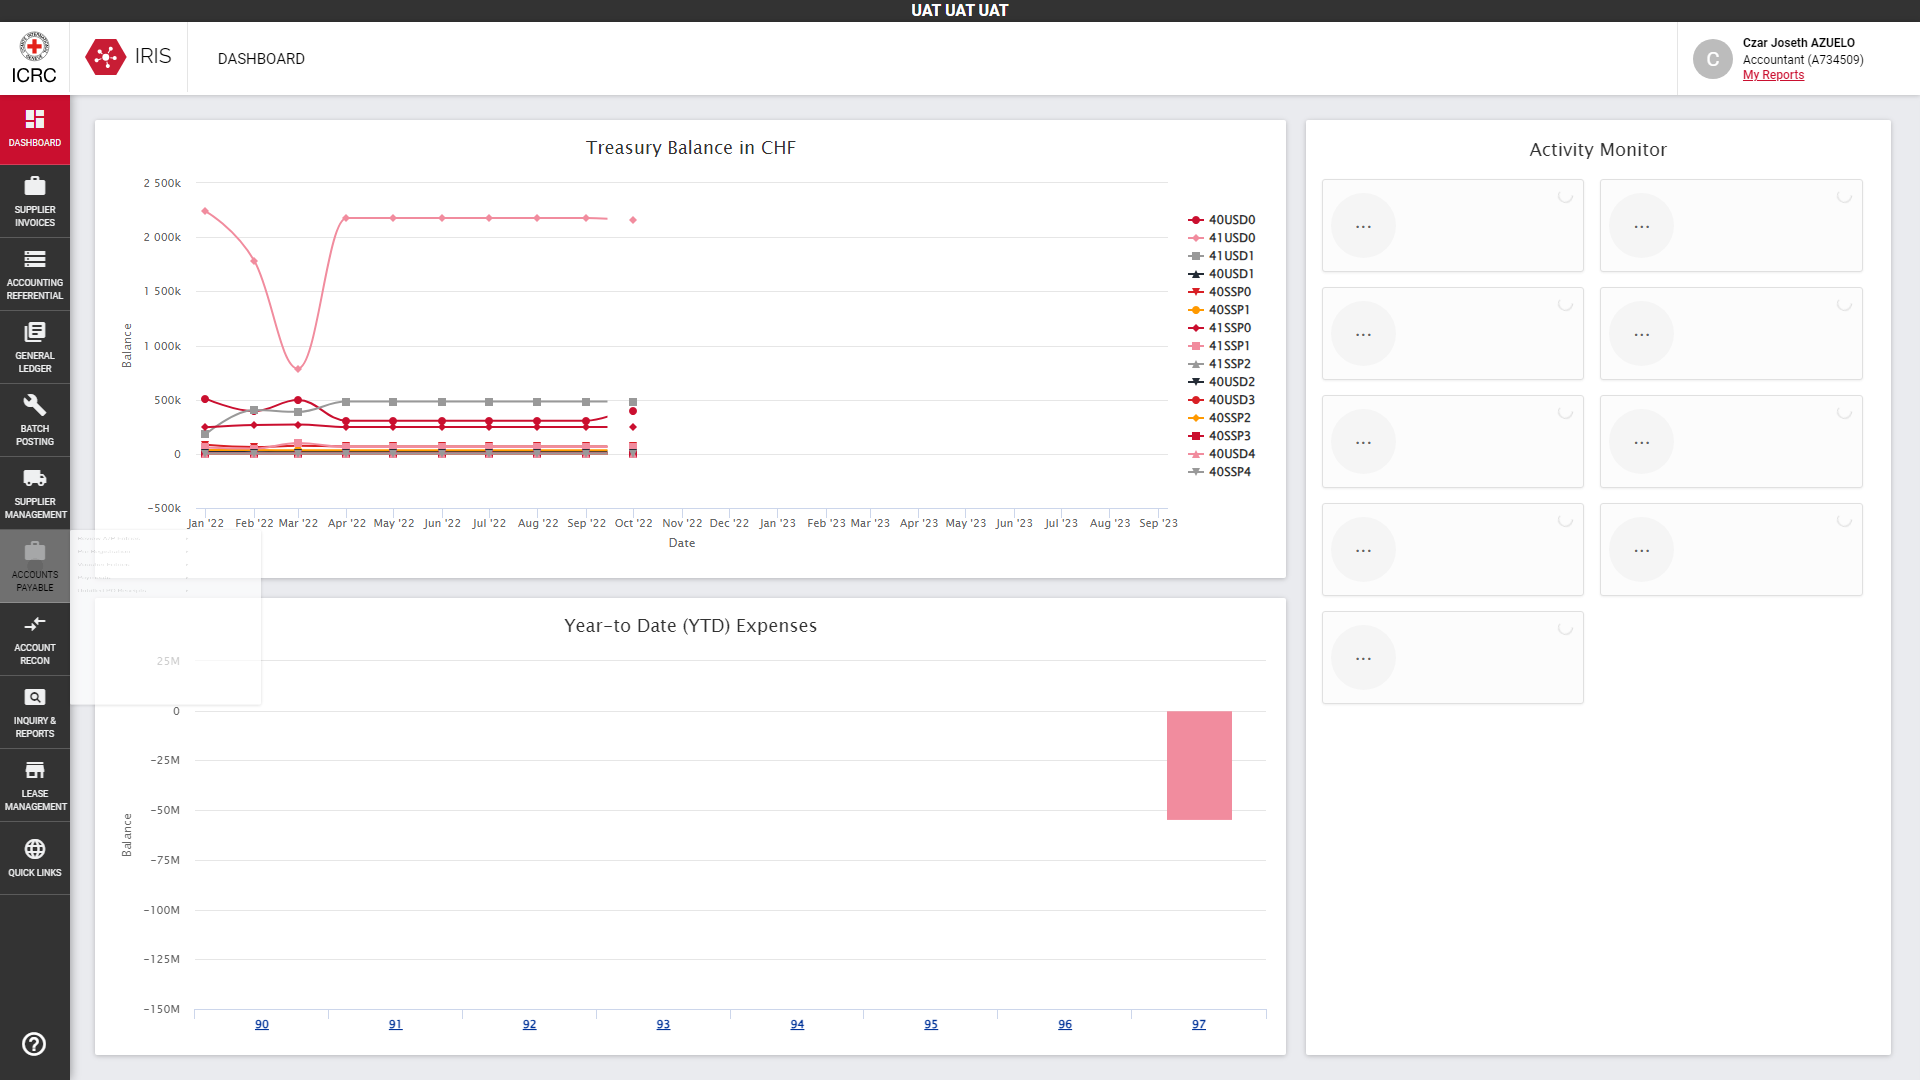 UAT UAT UAT
ICRC
IRIS
DASHBOARD
C
Czar Joseth AZUELO
Accountant (A734509)
My Reports
DASHBOARD
SUPPLIER
INVOICES
ACCOUNTING
REFERENTIAL
GENERAL
LEDGER
BATCH
POSTING
SUPPLIER
MANAGEMENT
ACCOUNTS
PAYABLE
ACCOUNT
RECON
INQUIRY &
REPORTS
LEASE
MANAGEMENT
QUICK LINKS
Treasury Balance in CHF
2 500k
2 000k
1 500k
1 000k
500k
0
−500k
Balance
Jan '22 Feb '22 Mar '22 Apr '22 May '22 Jun '22 Jul '22 Aug '22 Sep '22 Oct '22 Nov '22 Dec '22 Jan '23 Feb '23 Mar '23 Apr '23 May '23 Jun '23 Jul '23 Aug '23 Sep '23
Date
40USD0
41USD0
41USD1
40USD1
40SSP0
40SSP1
41SSP0
41SSP1
41SSP2
40USD2
40USD3
40SSP2
40SSP3
40USD4
40SSP4
Year-to Date (YTD) Expenses
25M
0
−25M
−50M
−75M
−100M
−125M
−150M
Balance
90 91 92 93 94 95 96 97
Activity Monitor
... ...
... ...
... ...
... ...
...